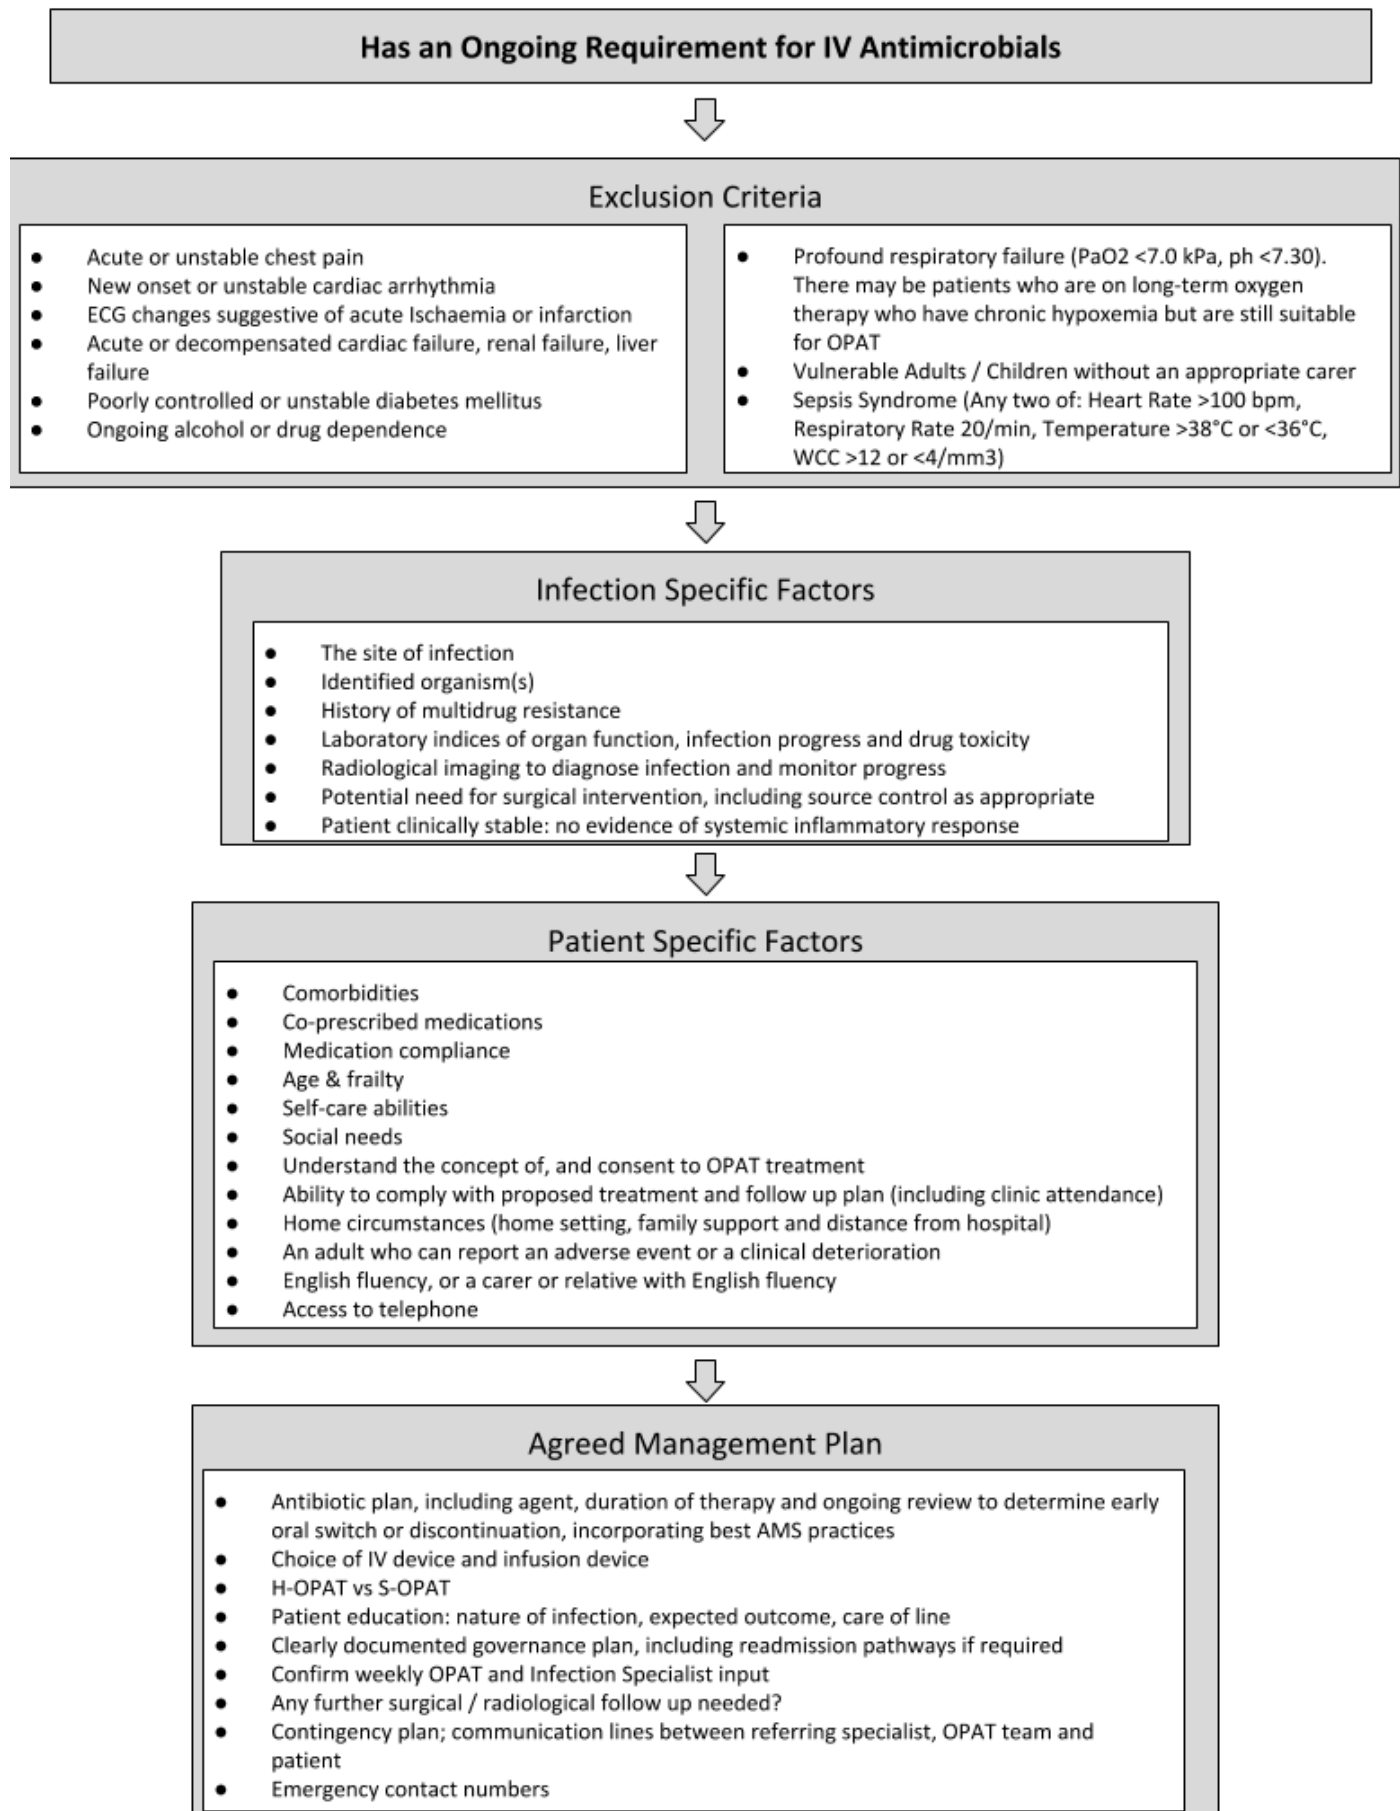 Has an Ongoing Requirement for IV Antimicrobials
Exclusion Criteria
● Acute or unstable chest pain
● New onset or unstable cardiac arrhythmia
● ECG changes suggestive of acute Ischaemia or infarction
● Acute or decompensated cardiac failure, renal failure, liver
failure
● Poorly controlled or unstable diabetes mellitus
● Ongoing alcohol or drug dependence
● Profound respiratory failure (PaO2 <7.0 kPa, ph <7.30).
There may be patients who are on long-term oxygen
therapy who have chronic hypoxemia but are still suitable
for OPAT
● Vulnerable Adults / Children without an appropriate carer
● Sepsis Syndrome (Any two of: Heart Rate >100 bpm,
Respiratory Rate 20/min, Temperature >38°C or <36°C,
WCC >12 or <4/mm3)
Infection Specific Factors
● The site of infection
● Identified organism(s)
● History of multidrug resistance
● Laboratory indices of organ function, infection progress and drug toxicity
● Radiological imaging to diagnose infection and monitor progress
● Potential need for surgical intervention, including source control as appropriate
● Patient clinically stable: no evidence of systemic inflammatory response
Patient Specific Factors
● Comorbidities
● Co-prescribed medications
● Medication compliance
● Age & frailty
● Self-care abilities
● Social needs
● Understand the concept of, and consent to OPAT treatment
● Ability to comply with proposed treatment and follow up plan (including clinic attendance)
● Home circumstances (home setting, family support and distance from hospital)
● An adult who can report an adverse event or a clinical deterioration
● English fluency, or a carer or relative with English fluency
● Access to telephone
Agreed Management Plan
● Antibiotic plan, including agent, duration of therapy and ongoing review to determine early
oral switch or discontinuation, incorporating best AMS practices
● Choice of IV device and infusion device
● H-OPAT vs S-OPAT
● Patient education: nature of infection, expected outcome, care of line
● Clearly documented governance plan, including readmission pathways if required
● Confirm weekly OPAT and Infection Specialist input
● Any further surgical / radiological follow up needed?
● Contingency plan; communication lines between referring specialist, OPAT team and
patient
● Emergency contact numbers